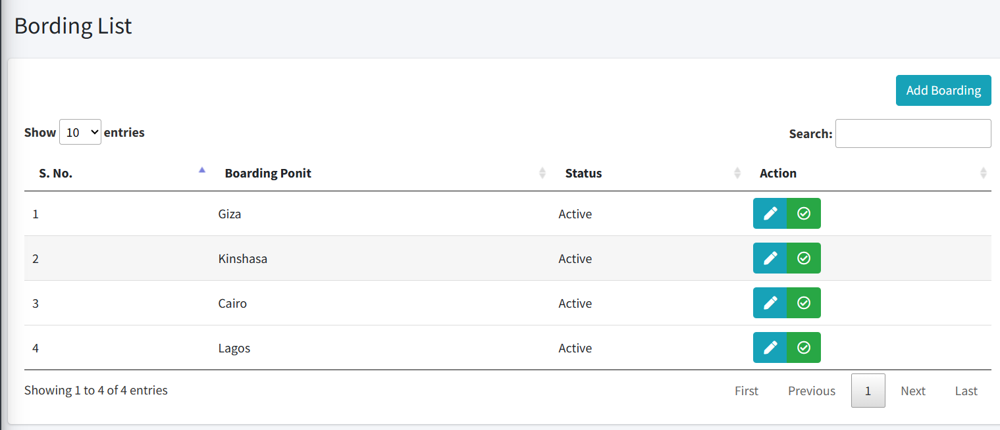 Bording List
Add Boarding
Show 10 entries Search:
S. No. Boarding Ponit Status Action
1 Giza Active
2 Kinshasa Active
3 Cairo Active
4 Lagos Active
Showing 1 to 4 of 4 entries First Previous 1 Next Last